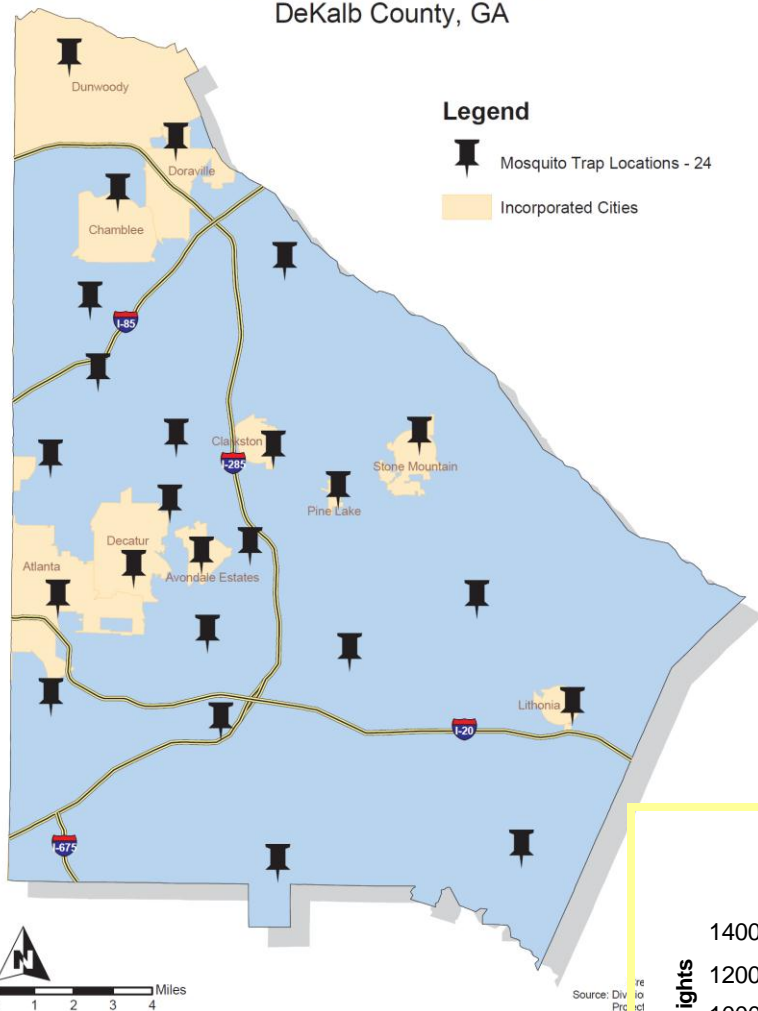 DeKalb County, GA
Legend
Mosquito Trap Locations - 24
Incorporated Cities
Dunwoody
Doraville
Chamblee
I-85
Clarkston
I-285
Stone Mountain
Pine Lake
Decatur
Atlanta
Avondale Estates
Lithonia
I-20
I-675
N
Miles
1 2 3 4
Source:
1400
1200